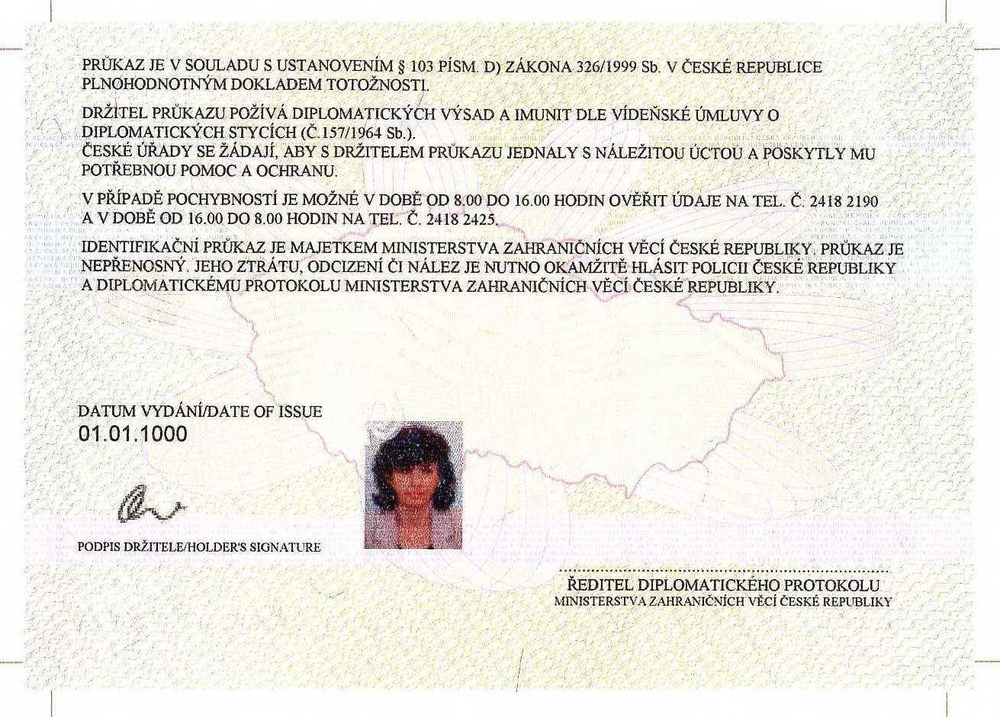 PRŮKAZ JE V SOULADU S USTANOVENÍM § 103 PÍSM. D) ZÁKONA 326/1999 Sb. V ČESKÉ REPUBLICE
PLNOHODNOTNÝM DOKLADEM TOTOŽNOSTI.
DRŽITEL PRŮKAZU POŽÍVÁ DIPLOMATICKÝCH VÝSAD A IMUNIT DLE VÍDEŇSKÉ ÚMLUVY O
DIPLOMATICKÝCH STYCÍCH (Č.157/1964 Sb.).
ČESKÉ ÚŘADY SE ŽÁDAJÍ, ABY S DRŽITELEM PRŮKAZU JEDNALY S NÁLEŽITOU ÚCTOU A POSKYTLY MU
POTŘEBNOU POMOC A OCHRANU.
V PŘÍPADĚ POCHYBNOSTÍ JE MOŽNÉ V DOBĚ OD 8.00 DO 16.00 HODIN OVĚŘIT ÚDAJE NA TEL. Č. 2418 2190
A V DOBĚ OD 16.00 DO 8.00 HODIN NA TEL. Č. 2418 2425.
IDENTIFIKAČNÍ PRŮKAZ JE MAJETKEM MINISTERSTVA ZAHRANIČNÍCH VĚCÍ ČESKÉ REPUBLIKY. PRŮKAZ JE
NEPŘENOSNÝ. JEHO ZTRÁTU, ODCIZENÍ ČI NÁLEZ JE NUTNO OKAMŽITĚ HLÁSIT POLICII ČESKÉ REPUBLIKY
A DIPLOMATICKÉMU PROTOKOLU MINISTERSTVA ZAHRANIČNÍCH VĚCÍ ČESKÉ REPUBLIKY.
DATUM VYDÁNÍ/DATE OF ISSUE
01.01.1000
PODPIS DRŽITELE/HOLDER'S SIGNATURE
ŘEDITEL DIPLOMATICKÉHO PROTOKOLU
MINISTERSTVA ZAHRANIČNÍCH VĚCÍ ČESKÉ REPUBLIKY